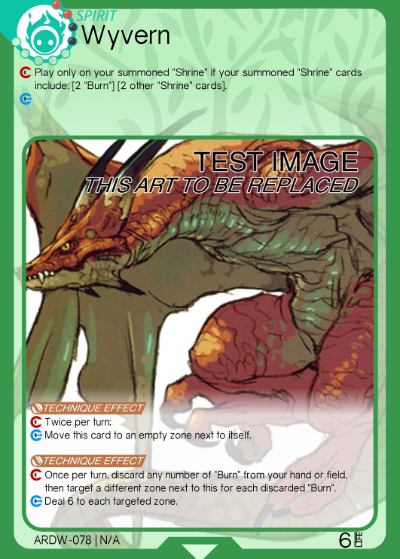 SPIRIT
Wyvern
C Play only on your summoned "Shrine" if your summoned "Shrine" cards
include: [2 "Burn"] [2 other "Shrine" cards].
TEST IMAGE
THIS ART TO BE REPLACED
TECHNIQUE EFFECT
C Twice per turn:
E Move this card to an empty zone next to itself.
TECHNIQUE EFFECT
C Once per turn, discard any number of "Burn" from your hand or field,
then target a different zone next to this for each discarded "Burn".
E Deal 6 to each targeted zone.
ARDW-078 | N/A
6 LIFE